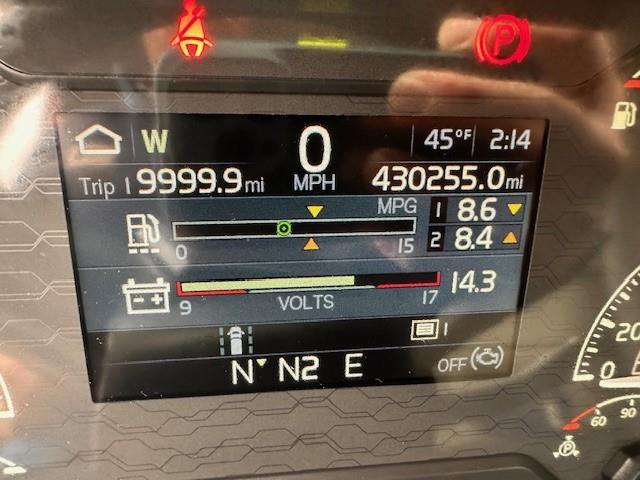 P
W 0 45°F 2:14
Trip 1 9999.9 mi MPH 430255.0 mi
MPG 1 8.6
0 15 2 8.4
14.3
9 VOLTS 17
1
N N2 E OFF
20
0
60 90